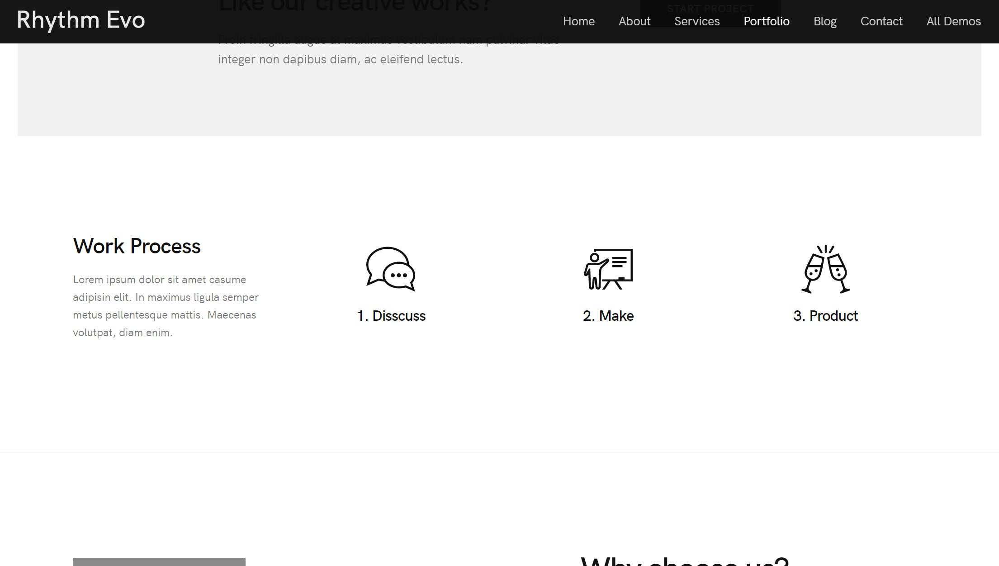 Like our creative works?
START PROJECT
Rhythm Evo
Home About Services Portfolio Blog Contact All Demos
Proin fringilla augue at maximus vestibulum nam pulvinar vitae
integer non dapibus diam, ac eleifend lectus.
Work Process
Lorem ipsum dolor sit amet casume
adipisin elit. In maximus ligula semper
metus pellentesque mattis. Maecenas
volutpat, diam enim.
1. Disscuss
2. Make
3. Product
Why choose us?